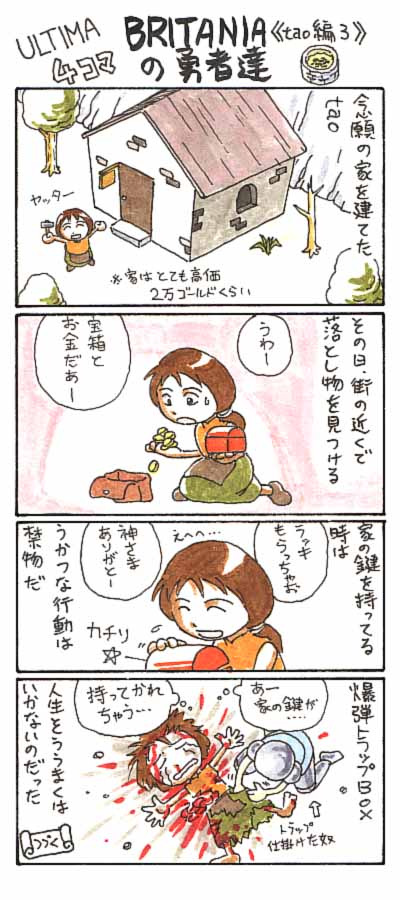 ULTIMA
4コマ
BRITANIA
の勇者達
《tao編3》
念願の家を建てた
tao
ヤッター
※家はとても高価
2万ゴールドくらい
その日、街の近くで
落とし物を見つける
うわー
宝箱と
お金だあー
家の鍵を持ってる
時は
うかつな行動は
禁物だ
ラッキ
もらっちゃお
えへへ…
神さま
ありがとー
カチリ
爆弾トラップBOX
あー
家の鍵が
‥‥
持ってかれ
ちゃう…
トラップ
仕掛けた奴
人生そううまくは
いかないのだった
つづく